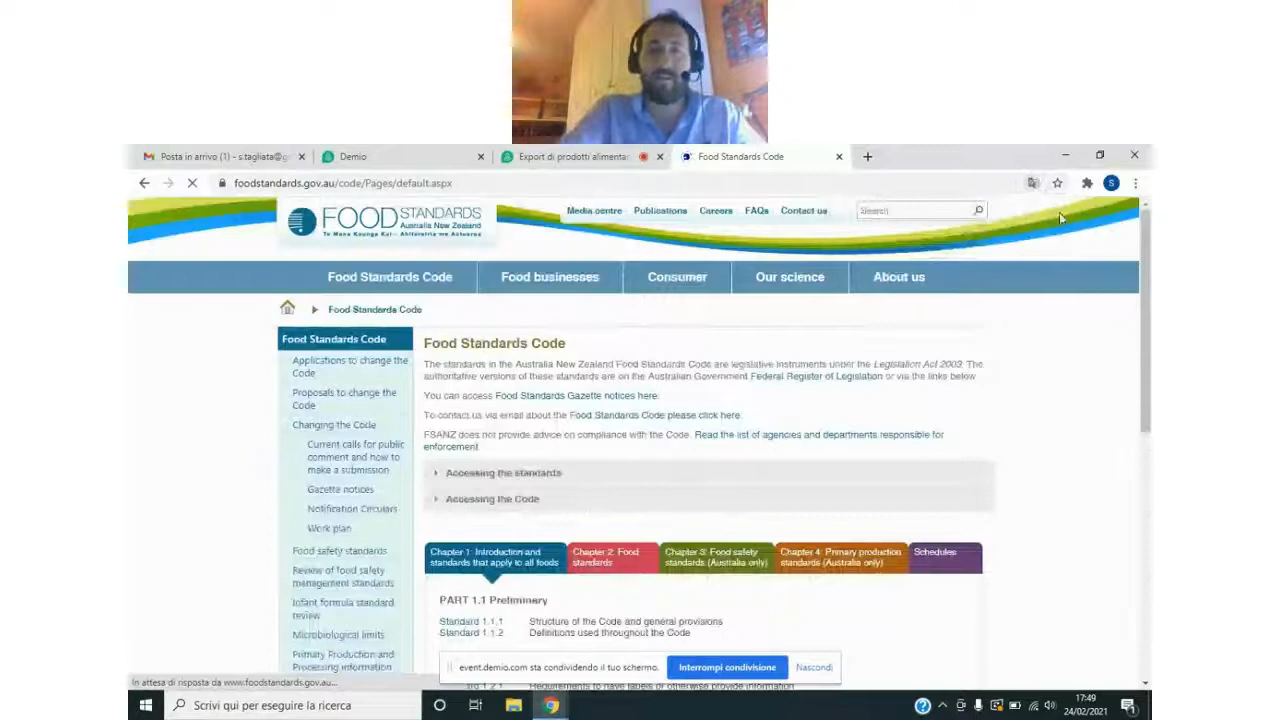 Posta in arrivo (1) - s.tagliata@g
Demio
Export di prodotti alimenta
Food Standards Code
foodstandards.gov.au/code/Pages/default.aspx
S
FOOD STANDARDS
Australia New Zealand
Te Mana Kounga Kai - Ahitereiria me Aotearoa
Media centre
Publications
Careers
FAQs
Contact us
Search
Food Standards Code
Food businesses
Consumer
Our science
About us
Food Standards Code
Food Standards Code
Applications to change the
Code
Proposals to change the
Code
Changing the Code
Current calls for public
comment and how to
make a submission
Gazette notices
Notification Circulars
Work plan
Food safety standards
Review of food safety
management standards
Infant formula standard
review
Microbiological limits
Primary Production and
Processing information
Food Standards Code
The standards in the Australia New Zealand Food Standards Code are legislative instruments under the Legislation Act 2003. The
authoritative versions of these standards are on the Australian Government Federal Register of Legislation or via the links below
You can access Food Standards Gazette notices here.
To contact us via email about the Food Standards Code please click here.
FSANZ does not provide advice on compliance with the Code. Read the list of agencies and departments responsible for
enforcement
Accessing the standards
Accessing the Code
Chapter 1: Introduction and
standards that apply to all foods
Chapter 2: Food
standards
Chapter 3: Food safety
standards (Australia only)
Chapter 4: Primary production
standards (Australia only)
Schedules
PART 1.1 Preliminary
Standard 1.1.1 Structure of the Code and general provisions
Standard 1.1.2 Definitions used throughout the Code
event.demio.com sta condividendo il tuo schermo.
Interrompi condivisione
Nascondi
Requirements to have labels or otherwise provide information
In attesa di risposta da www.foodstandards.gov.au...
Scrivi qui per eseguire la ricerca
17:49
24/02/2021
1